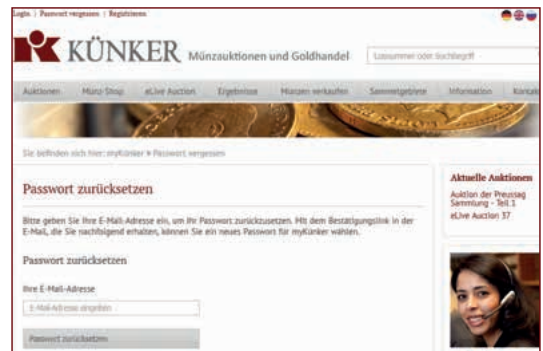 Login | Passwort vergessen | Registrieren
KÜNKER Münzauktionen und Goldhandel
Losnummer oder Suchbegriff
Auktionen Münz-Shop eLive Auction Ergebnisse Münzen verkaufen Sammelgebiete Information Kontakt
Sie befinden sich hier: myKünker » Passwort vergessen
Passwort zurücksetzen
Bitte geben Sie Ihre E-Mail-Adresse ein, um Ihr Passwort zurückzusetzen. Mit dem Bestätigungslink in der
E-Mail, die Sie nachfolgend erhalten, können Sie ein neues Passwort für myKünker wählen.
Passwort zurücksetzen
Ihre E-Mail-Adresse
E-Mail-Adresse eingeben
Passwort zurücksetzen
Aktuelle Auktionen
Auktion der Preussag
Sammlung - Teil 1
eLive Auction 37